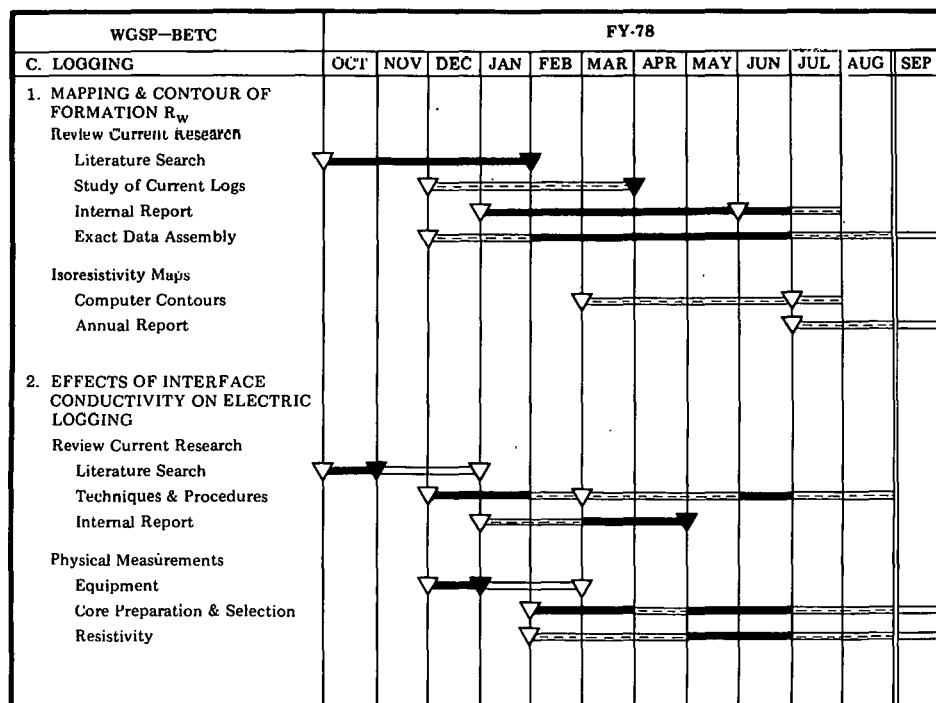 WGSP—BETC FY-78
C. LOGGING OCT NOV DEC JAN FEB MAR APR MAY JUN JUL AUG SEP
1. MAPPING & CONTOUR OF
FORMATION Rw
Review Current Research
Literature Search
Study of Current Logs
Internal Report
Exact Data Assembly
Isoresistivity Maps
Computer Contours
Annual Report
2. EFFECTS OF INTERFACE
CONDUCTIVITY ON ELECTRIC
LOGGING
Review Current Research
Literature Search
Techniques & Procedures
Internal Report
Physical Measurements
Equipment
Core Preparation & Selection
Resistivity